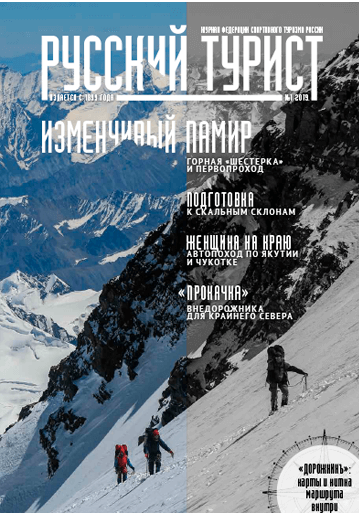 ЖУРНАЛ ФЕДЕРАЦИИ СПОРТИВНОГО ТУРИЗМА РОССИИ
РУССКИЙ ТУРИСТ
ИЗДАЕТСЯ С 1899 ГОДА
№1 2019
ИЗМЕНЧИВЫЙ ПАМИР
ГОРНАЯ «ШЕСТЕРКА»
И ПЕРВОПРОХОД
ПОДГОТОВКА
К СКАЛЬНЫМ СКЛОНАМ
ЖЕНЩИНА НА КРАЮ
АВТОПОХОД ПО ЯКУТИИ
И ЧУКОТКЕ
«ПРОКАЧКА»
ВНЕДОРОЖНИКА
ДЛЯ КРАЙНЕГО СЕВЕРА
«ДОРОЖНИКЪ»:
карты и нитка
маршрута
внутри